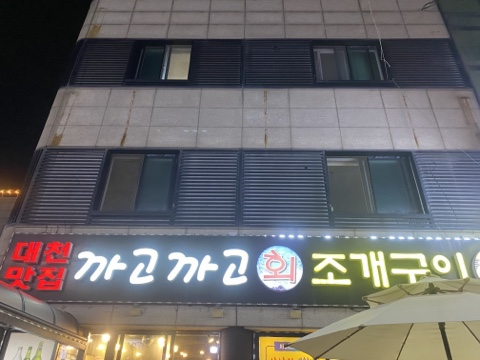 대천
맛집
까고까고 회 조개구이